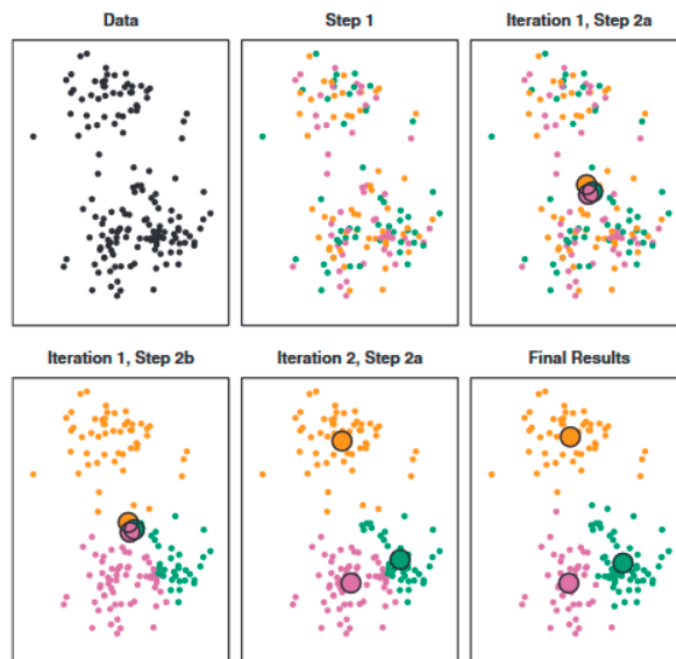 Data
Step 1
Iteration 1, Step 2a
Iteration 1, Step 2b
Iteration 2, Step 2a
Final Results